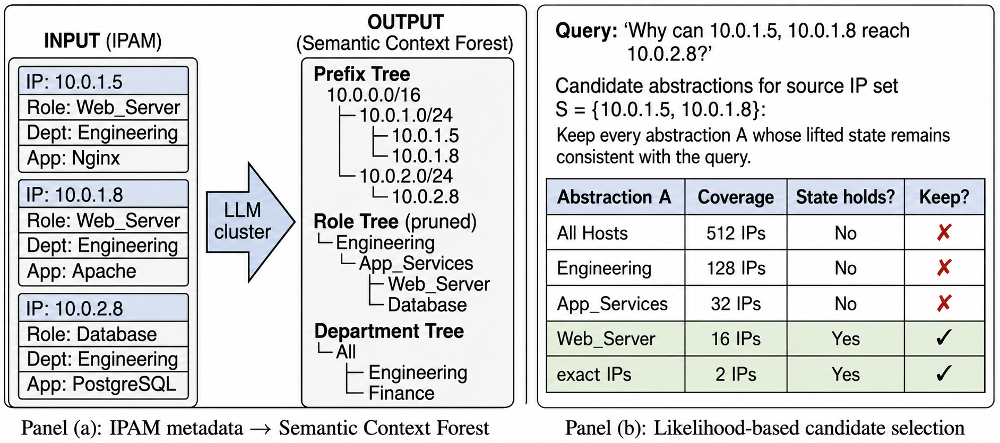 INPUT (IPAM)
IP: 10.0.1.5
Role: Web_Server
Dept: Engineering
App: Nginx
IP: 10.0.1.8
Role: Web_Server
Dept: Engineering
App: Apache
IP: 10.0.2.8
Role: Database
Dept: Engineering
App: PostgreSQL
LLM
cluster
OUTPUT
(Semantic Context Forest)
Prefix Tree
10.0.0.0/16
10.0.1.0/24
10.0.1.5
10.0.1.8
10.0.2.0/24
10.0.2.8
Role Tree (pruned)
Engineering
App_Services
Web_Server
Database
Department Tree
All
Engineering
Finance
Panel (a): IPAM metadata → Semantic Context Forest
Query: ‘Why can 10.0.1.5, 10.0.1.8 reach
10.0.2.8?’
Candidate abstractions for source IP set
S = {10.0.1.5, 10.0.1.8}:
Keep every abstraction A whose lifted state remains
consistent with the query.
Abstraction A Coverage State holds? Keep?
All Hosts 512 IPs No ✗
Engineering 128 IPs No ✗
App_Services 32 IPs No ✗
Web_Server 16 IPs Yes ✓
exact IPs 2 IPs Yes ✓
Panel (b): Likelihood-based candidate selection